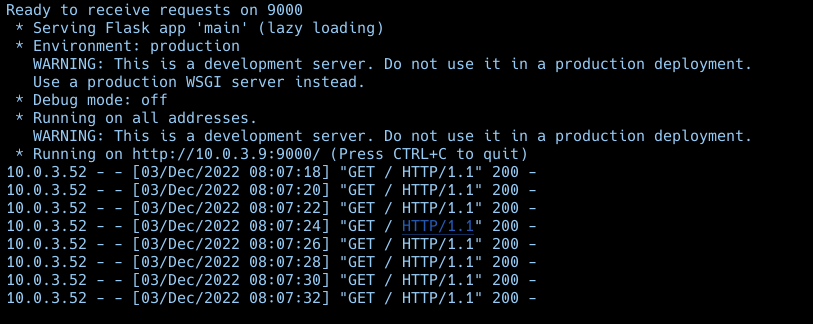 Ready to receive requests on 9000
 * Serving Flask app 'main' (lazy loading)
 * Environment: production
   WARNING: This is a development server. Do not use it in a production deployment.
   Use a production WSGI server instead.
 * Debug mode: off
 * Running on all addresses.
   WARNING: This is a development server. Do not use it in a production deployment.
 * Running on http://10.0.3.9:9000/ (Press CTRL+C to quit)
10.0.3.52 - - [03/Dec/2022 08:07:18] "GET / HTTP/1.1" 200 -
10.0.3.52 - - [03/Dec/2022 08:07:20] "GET / HTTP/1.1" 200 -
10.0.3.52 - - [03/Dec/2022 08:07:22] "GET / HTTP/1.1" 200 -
10.0.3.52 - - [03/Dec/2022 08:07:24] "GET / HTTP/1.1" 200 -
10.0.3.52 - - [03/Dec/2022 08:07:26] "GET / HTTP/1.1" 200 -
10.0.3.52 - - [03/Dec/2022 08:07:28] "GET / HTTP/1.1" 200 -
10.0.3.52 - - [03/Dec/2022 08:07:30] "GET / HTTP/1.1" 200 -
10.0.3.52 - - [03/Dec/2022 08:07:32] "GET / HTTP/1.1" 200 -